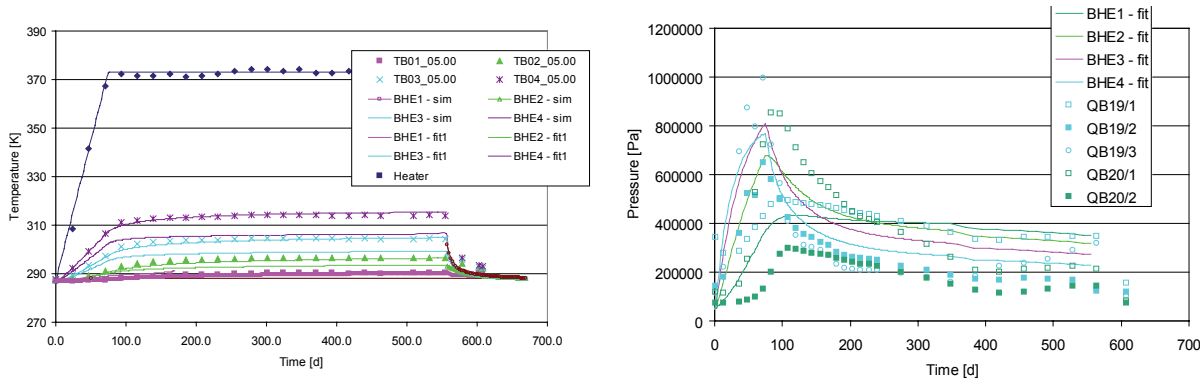 390
370
350
330
310
290
270
Temperature [K]
0.0 100.0 200.0 300.0 400.0 500.0 600.0 700.0
Time [d]
TB01_05.00 TB02_05.00
TB03_05.00 TB04_05.00
BHE1 - sim BHE2 - sim
BHE3 - sim BHE4 - sim
BHE1 - fit1 BHE2 - fit1
BHE3 - fit1 BHE4 - fit1
Heater
1200000
1000000
800000
600000
400000
200000
0
Pressure [Pa]
0 100 200 300 400 500 600 700
Time [d]
BHE1 - fit
BHE2 - fit
BHE3 - fit
BHE4 - fit
QB19/1
QB19/2
QB19/3
QB20/1
QB20/2